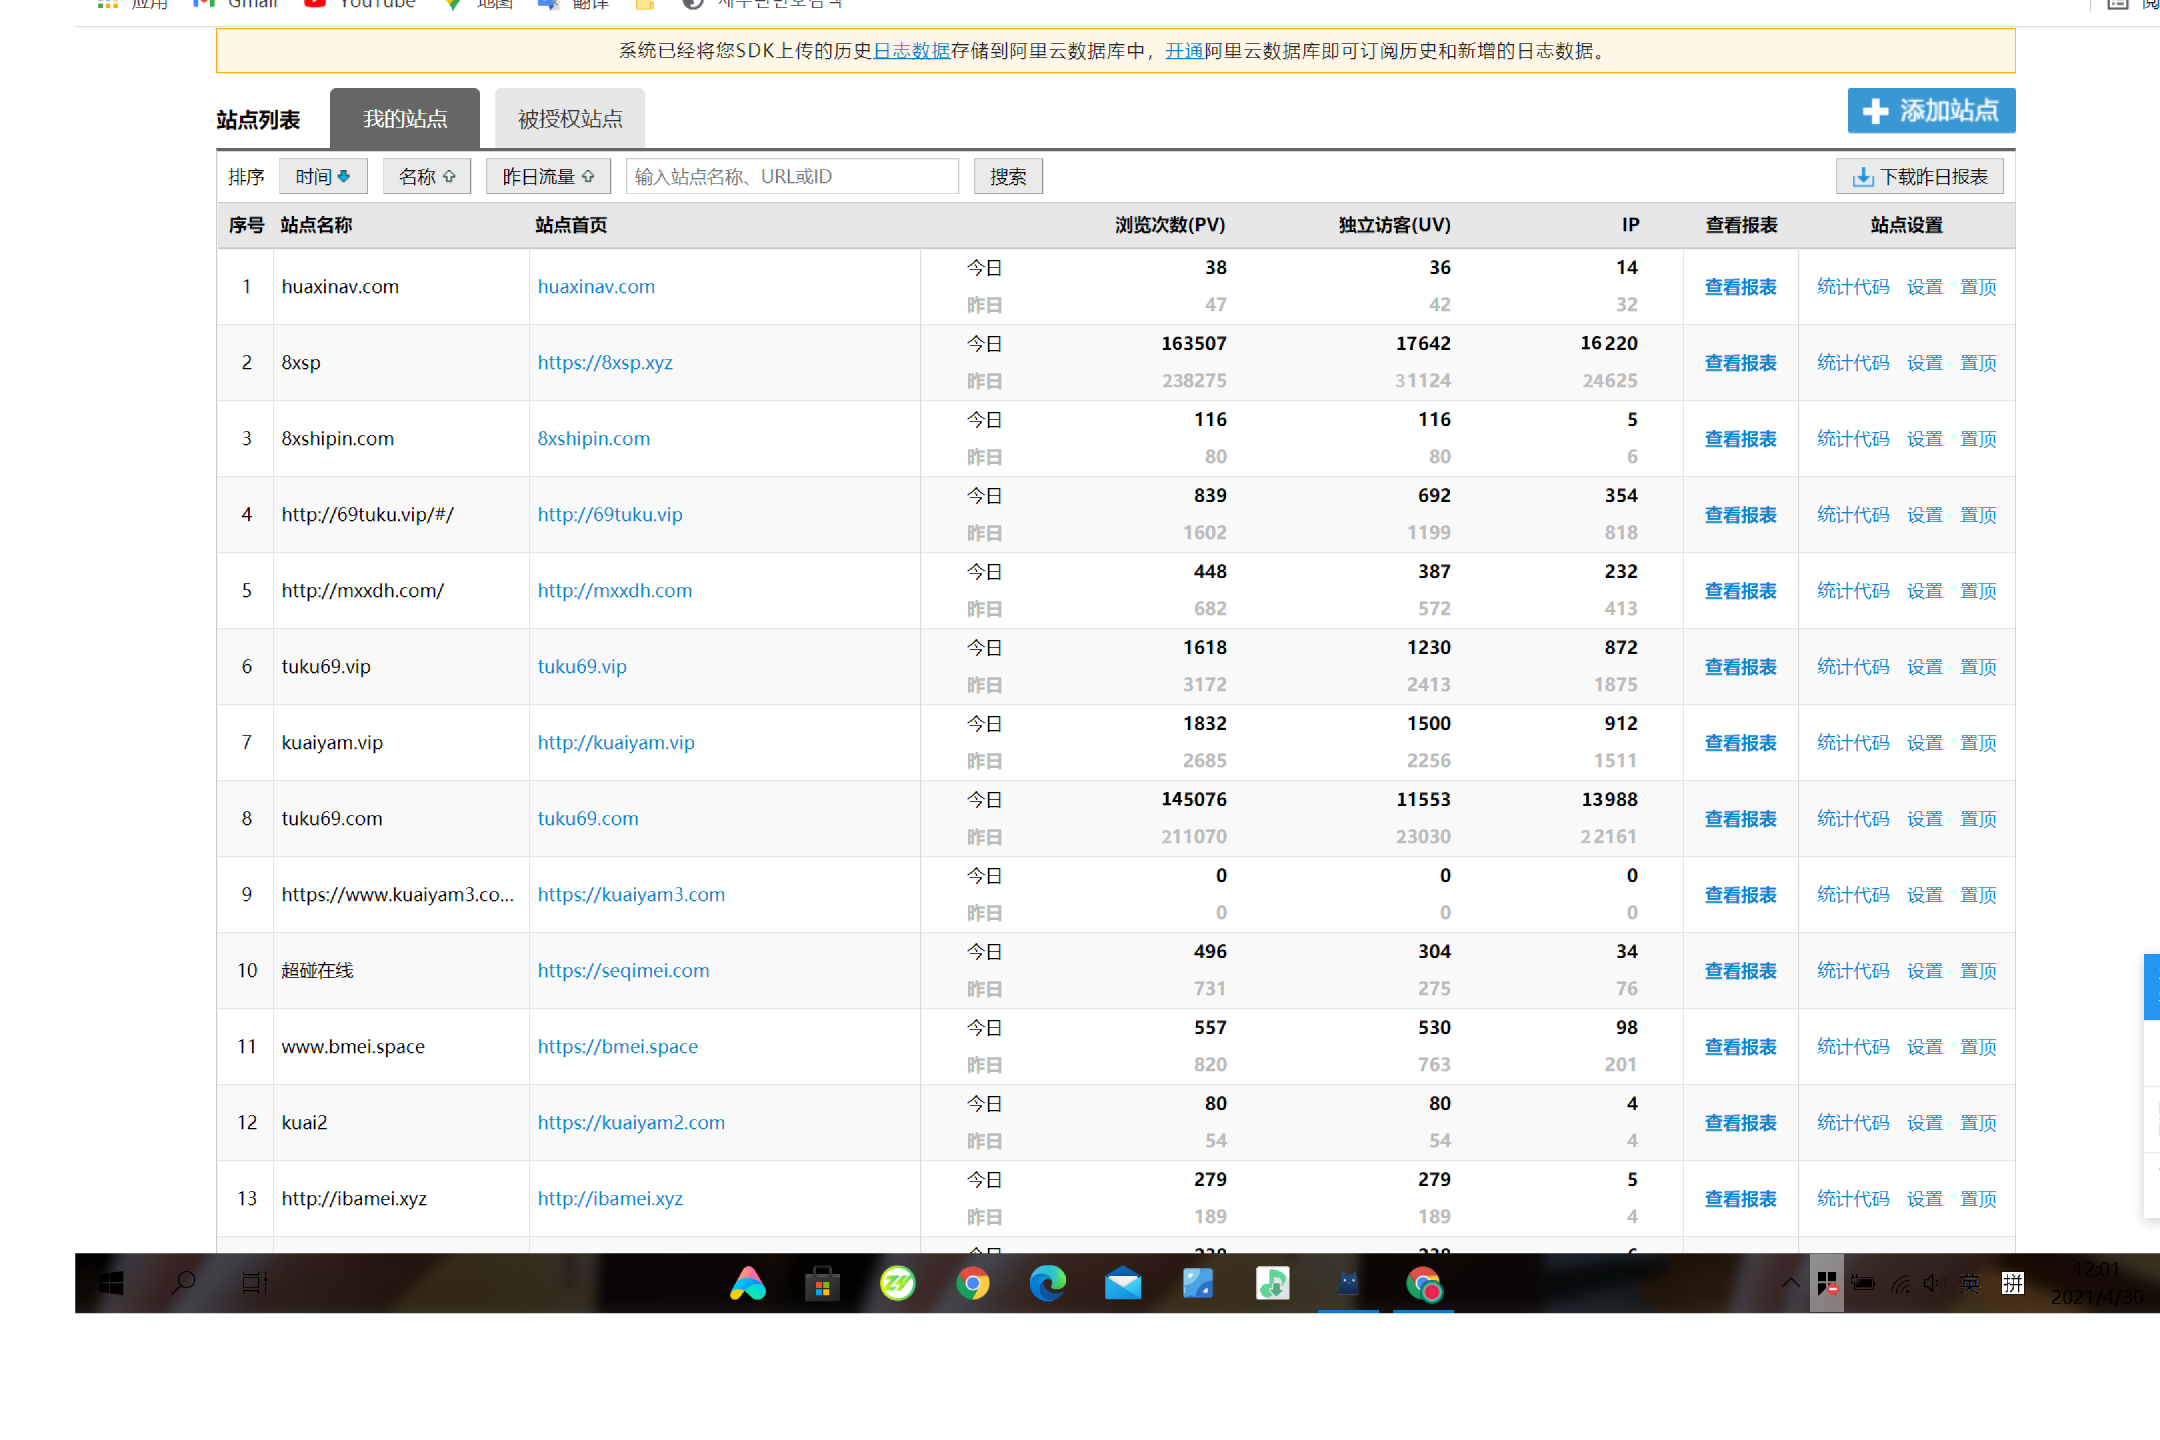 Gmail
YouTube
地图
翻译
系统已经将您SDK上传的历史日志数据存储到阿里云数据库中，开通阿里云数据库即可订阅历史和新增的日志数据。
站点列表 我的站点 被授权站点 添加站点
排序 时间 名称 昨日流量 输入站点名称、URL或ID 搜索 下载昨日报表
序号 站点名称 站点首页 浏览次数(PV) 独立访客(UV) IP 查看报表 站点设置
1 huaxinav.com huaxinav.com 今日 38 36 14 查看报表 统计代码 设置 置顶
昨日 47 42 32
2 8xsp https://8xsp.xyz 今日 163507 17642 16220 查看报表 统计代码 设置 置顶
昨日 238275 31124 24625
3 8xshipin.com 8xshipin.com 今日 116 116 5 查看报表 统计代码 设置 置顶
昨日 80 80 6
4 http://69tuku.vip/#/ http://69tuku.vip 今日 839 692 354 查看报表 统计代码 设置 置顶
昨日 1602 1199 818
5 http://mxxdh.com/ http://mxxdh.com 今日 448 387 232 查看报表 统计代码 设置 置顶
昨日 682 572 413
6 tuku69.vip tuku69.vip 今日 1618 1230 872 查看报表 统计代码 设置 置顶
昨日 3172 2413 1875
7 kuaiyam.vip http://kuaiyam.vip 今日 1832 1500 912 查看报表 统计代码 设置 置顶
昨日 2685 2256 1511
8 tuku69.com tuku69.com 今日 145076 11553 13988 查看报表 统计代码 设置 置顶
昨日 211070 23030 22161
9 https://www.kuaiyam3.co... https://kuaiyam3.com 今日 0 0 0 查看报表 统计代码 设置 置顶
昨日 0 0 0
10 超碰在线 https://seqimei.com 今日 496 304 34 查看报表 统计代码 设置 置顶
昨日 731 275 76
11 www.bmei.space https://bmei.space 今日 557 530 98 查看报表 统计代码 设置 置顶
昨日 820 763 201
12 kuai2 https://kuaiyam2.com 今日 80 80 4 查看报表 统计代码 设置 置顶
昨日 54 54 4
13 http://ibamei.xyz http://ibamei.xyz 今日 279 279 5 查看报表 统计代码 设置 置顶
昨日 189 189 4
英 拼
12:01
2021/4/30